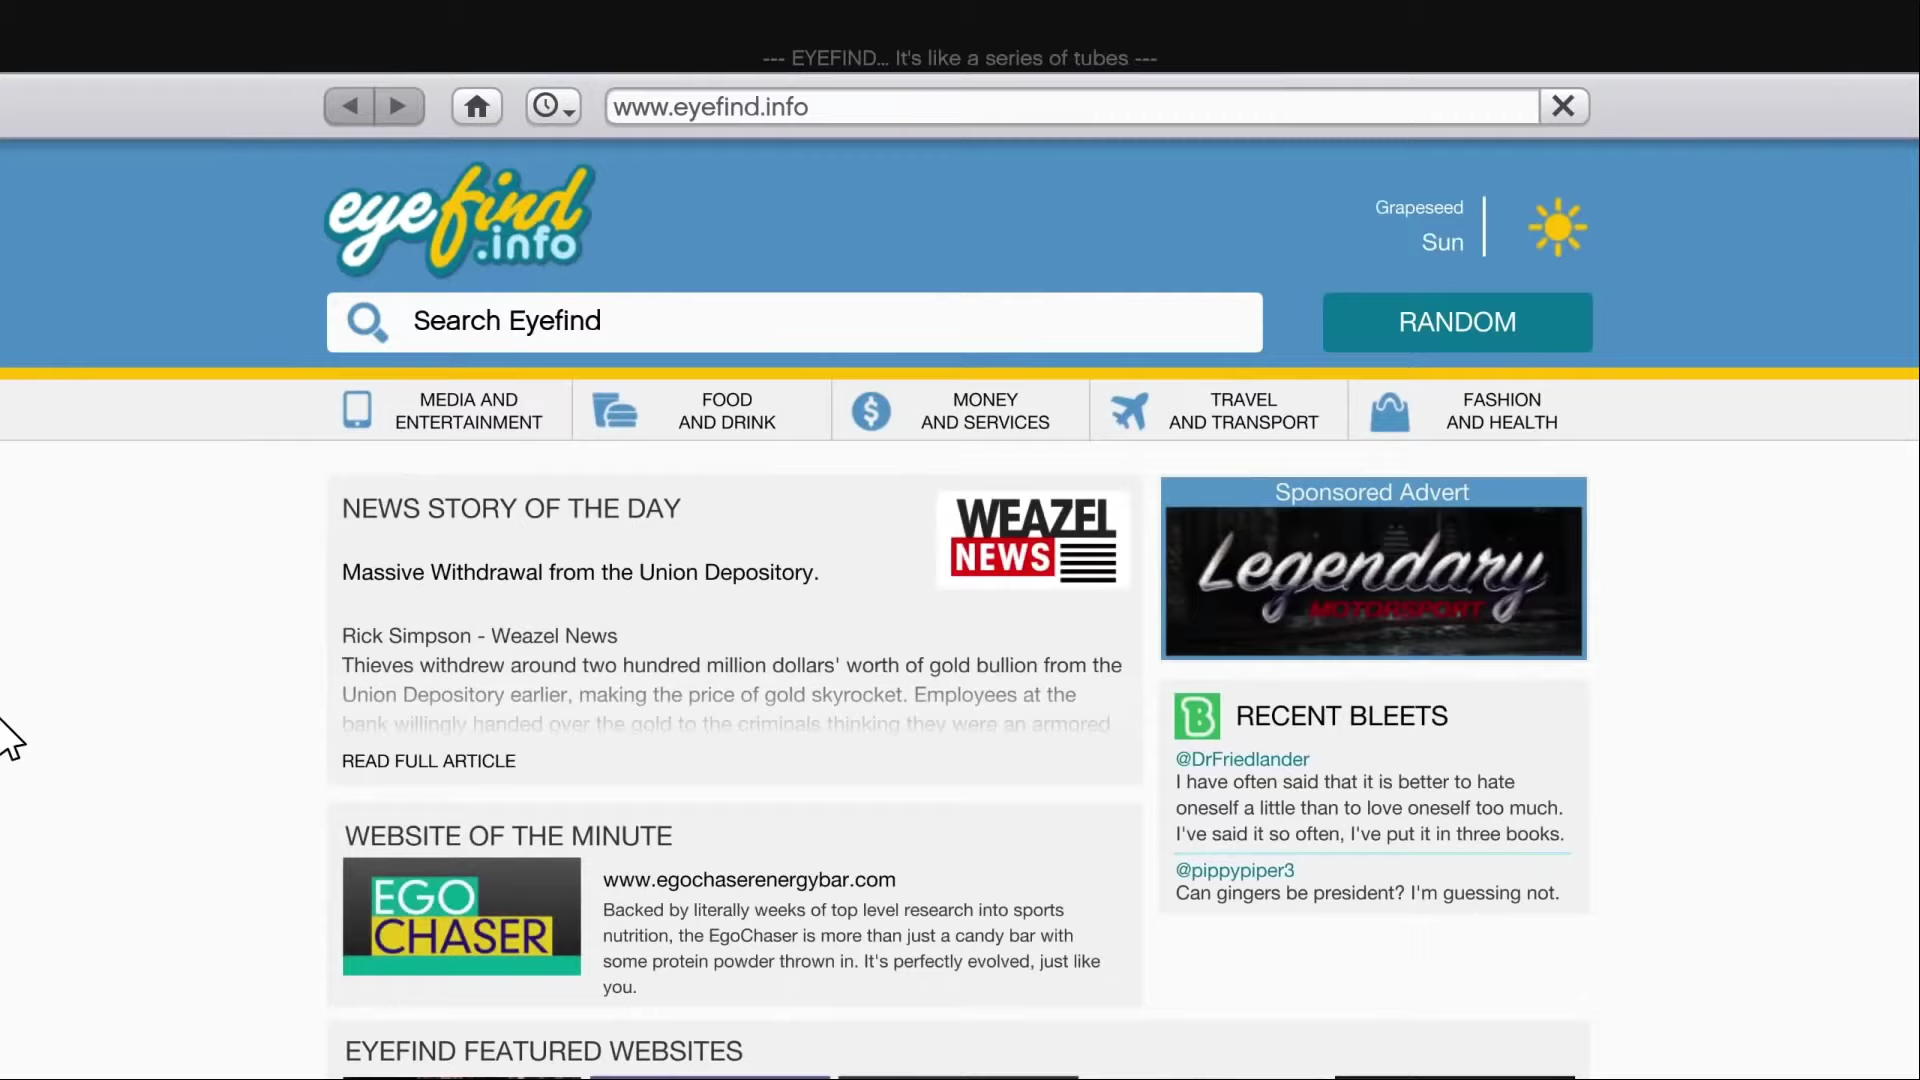 --- EYEFIND... It's like a series of tubes ---
www.eyefind.info
eyefind
.info
Grapeseed
Sun
Search Eyefind
RANDOM
MEDIA AND
ENTERTAINMENT
FOOD
AND DRINK
MONEY
AND SERVICES
TRAVEL
AND TRANSPORT
FASHION
AND HEALTH
NEWS STORY OF THE DAY
WEAZEL
NEWS
Massive Withdrawal from the Union Depository.
Rick Simpson - Weazel News
Thieves withdrew around two hundred million dollars' worth of gold bullion from the
Union Depository earlier, making the price of gold skyrocket. Employees at the
bank willingly handed over the gold to the criminals thinking they were an armored
READ FULL ARTICLE
Sponsored Advert
Legendary
MOTORSPORT
RECENT BLEETS
@DrFriedlander
I have often said that it is better to hate
oneself a little than to love oneself too much.
I've said it so often, I've put it in three books.
@pippypiper3
Can gingers be president? I'm guessing not.
WEBSITE OF THE MINUTE
EGO
CHASER
www.egochaserenergybar.com
Backed by literally weeks of top level research into sports
nutrition, the EgoChaser is more than just a candy bar with
some protein powder thrown in. It's perfectly evolved, just like
you.
EYEFIND FEATURED WEBSITES